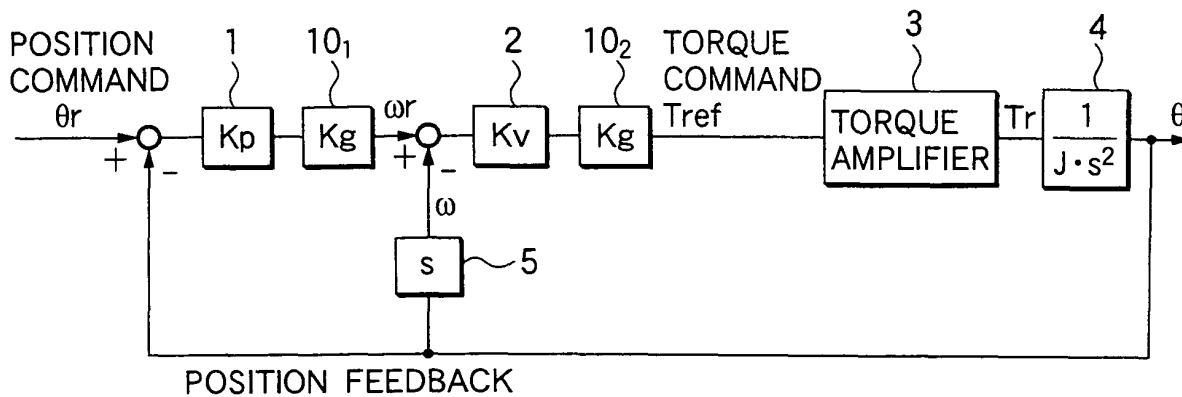 POSITION
COMMAND
θr
+
-
1
Kp
10₁
Kg
ωr
+
-
2
Kv
10₂
Kg
TORQUE
COMMAND
Tref
3
TORQUE
AMPLIFIER
Tr
4
1
J·s²
θ
ω
s
5
POSITION FEEDBACK